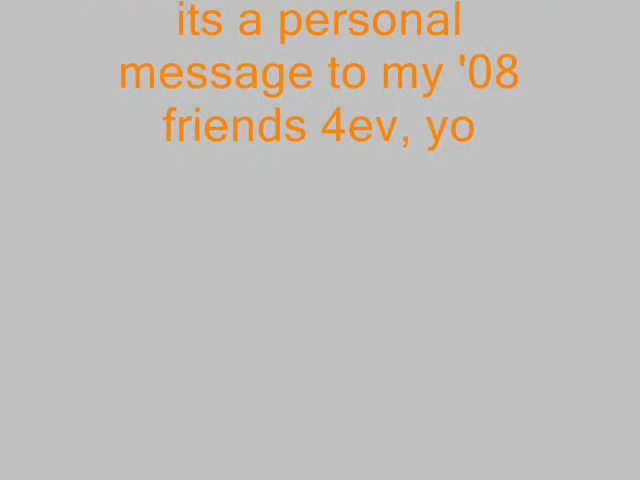 its a personal
message to my '08
friends 4ev, yo